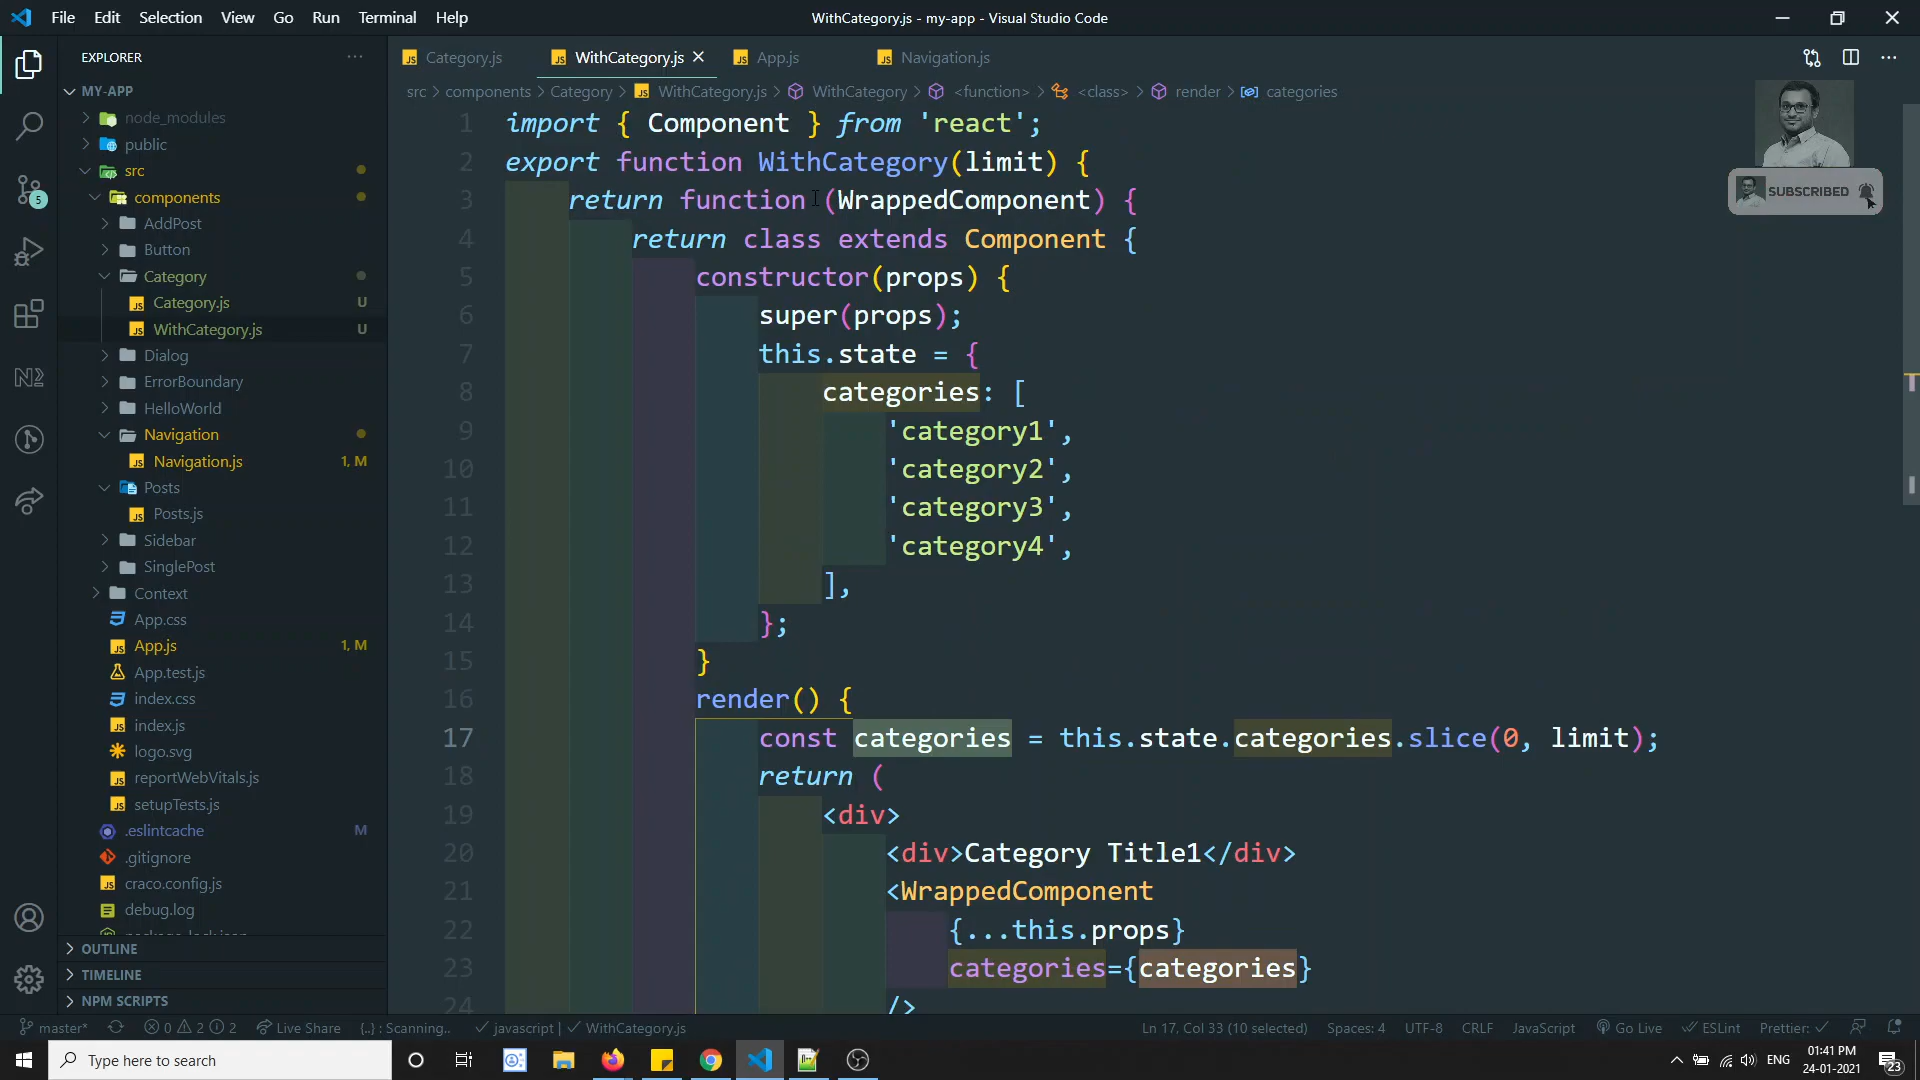 File Edit Selection View Go Run Terminal Help
WithCategory.js - my-app - Visual Studio Code
EXPLORER
MY-APP
node_modules
public
src
components
AddPost
Button
Category
Category.js U
WithCategory.js U
Dialog
ErrorBoundary
HelloWorld
Navigation
Navigation.js 1, M
Posts
Posts.js
Sidebar
SinglePost
Context
App.css
App.js 1, M
App.test.js
index.css
index.js
logo.svg
reportWebVitals.js
setupTests.js
.eslintcache M
.gitignore
craco.config.js
debug.log
OUTLINE
TIMELINE
NPM SCRIPTS
5
Category.js WithCategory.js App.js Navigation.js
src > components > Category > WithCategory.js > WithCategory > <function> > <class> > render > categories
SUBSCRIBED
1 import { Component } from 'react';
2 export function WithCategory(limit) {
3 return function (WrappedComponent) {
4 return class extends Component {
5 constructor(props) {
6 super(props);
7 this.state = {
8 categories: [
9 'category1',
10 'category2',
11 'category3',
12 'category4',
13 ],
14 };
15 }
16 render() {
17 const categories = this.state.categories.slice(0, limit);
18 return (
19 <div>
20 <div>Category Title1</div>
21 <WrappedComponent
22 {...this.props}
23 categories={categories}
24 />
master* 0 2 2 Live Share {..} : Scanning.. javascript | WithCategory.js
Ln 17, Col 33 (10 selected) Spaces: 4 UTF-8 CRLF JavaScript Go Live ESLint Prettier:
Type here to search
ENG
01:41 PM
24-01-2021
23